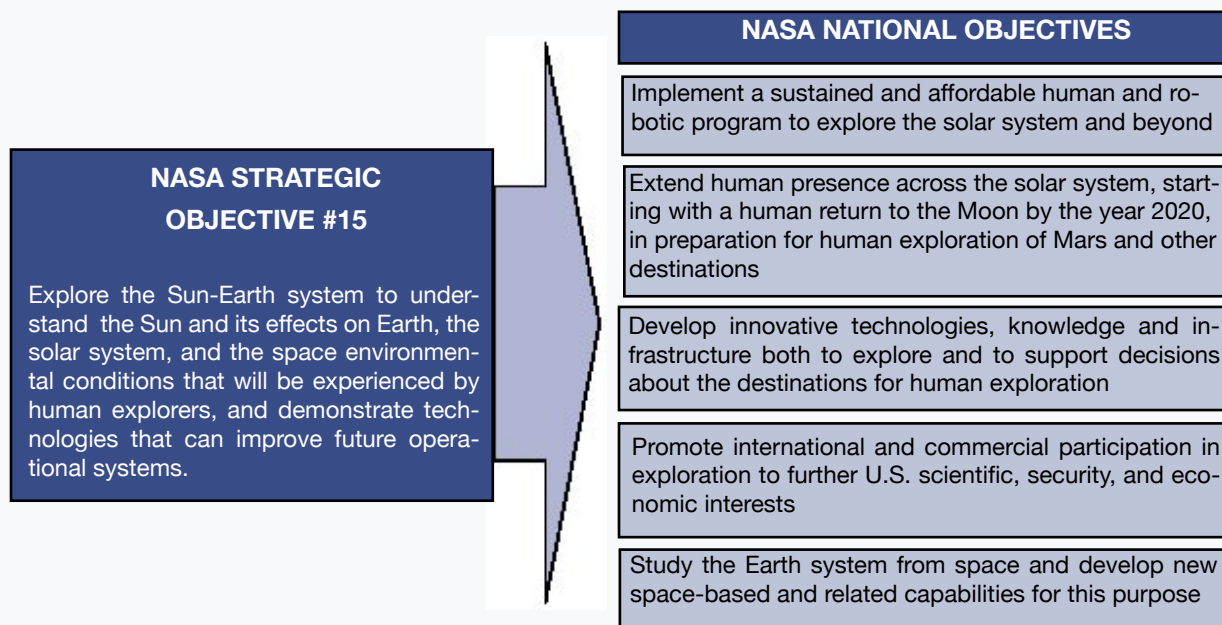 NASA STRATEGIC
OBJECTIVE #15
Explore the Sun-Earth system to under-
stand the Sun and its effects on Earth, the
solar system, and the space environmen-
tal conditions that will be experienced by
human explorers, and demonstrate tech-
nologies that can improve future opera-
tional systems.
NASA NATIONAL OBJECTIVES
Implement a sustained and affordable human and ro-
botic program to explore the solar system and beyond
Extend human presence across the solar system, start-
ing with a human return to the Moon by the year 2020,
in preparation for human exploration of Mars and other
destinations
Develop innovative technologies, knowledge and in-
frastructure both to explore and to support decisions
about the destinations for human exploration
Promote international and commercial participation in
exploration to further U.S. scientific, security, and eco-
nomic interests
Study the Earth system from space and develop new
space-based and related capabilities for this purpose